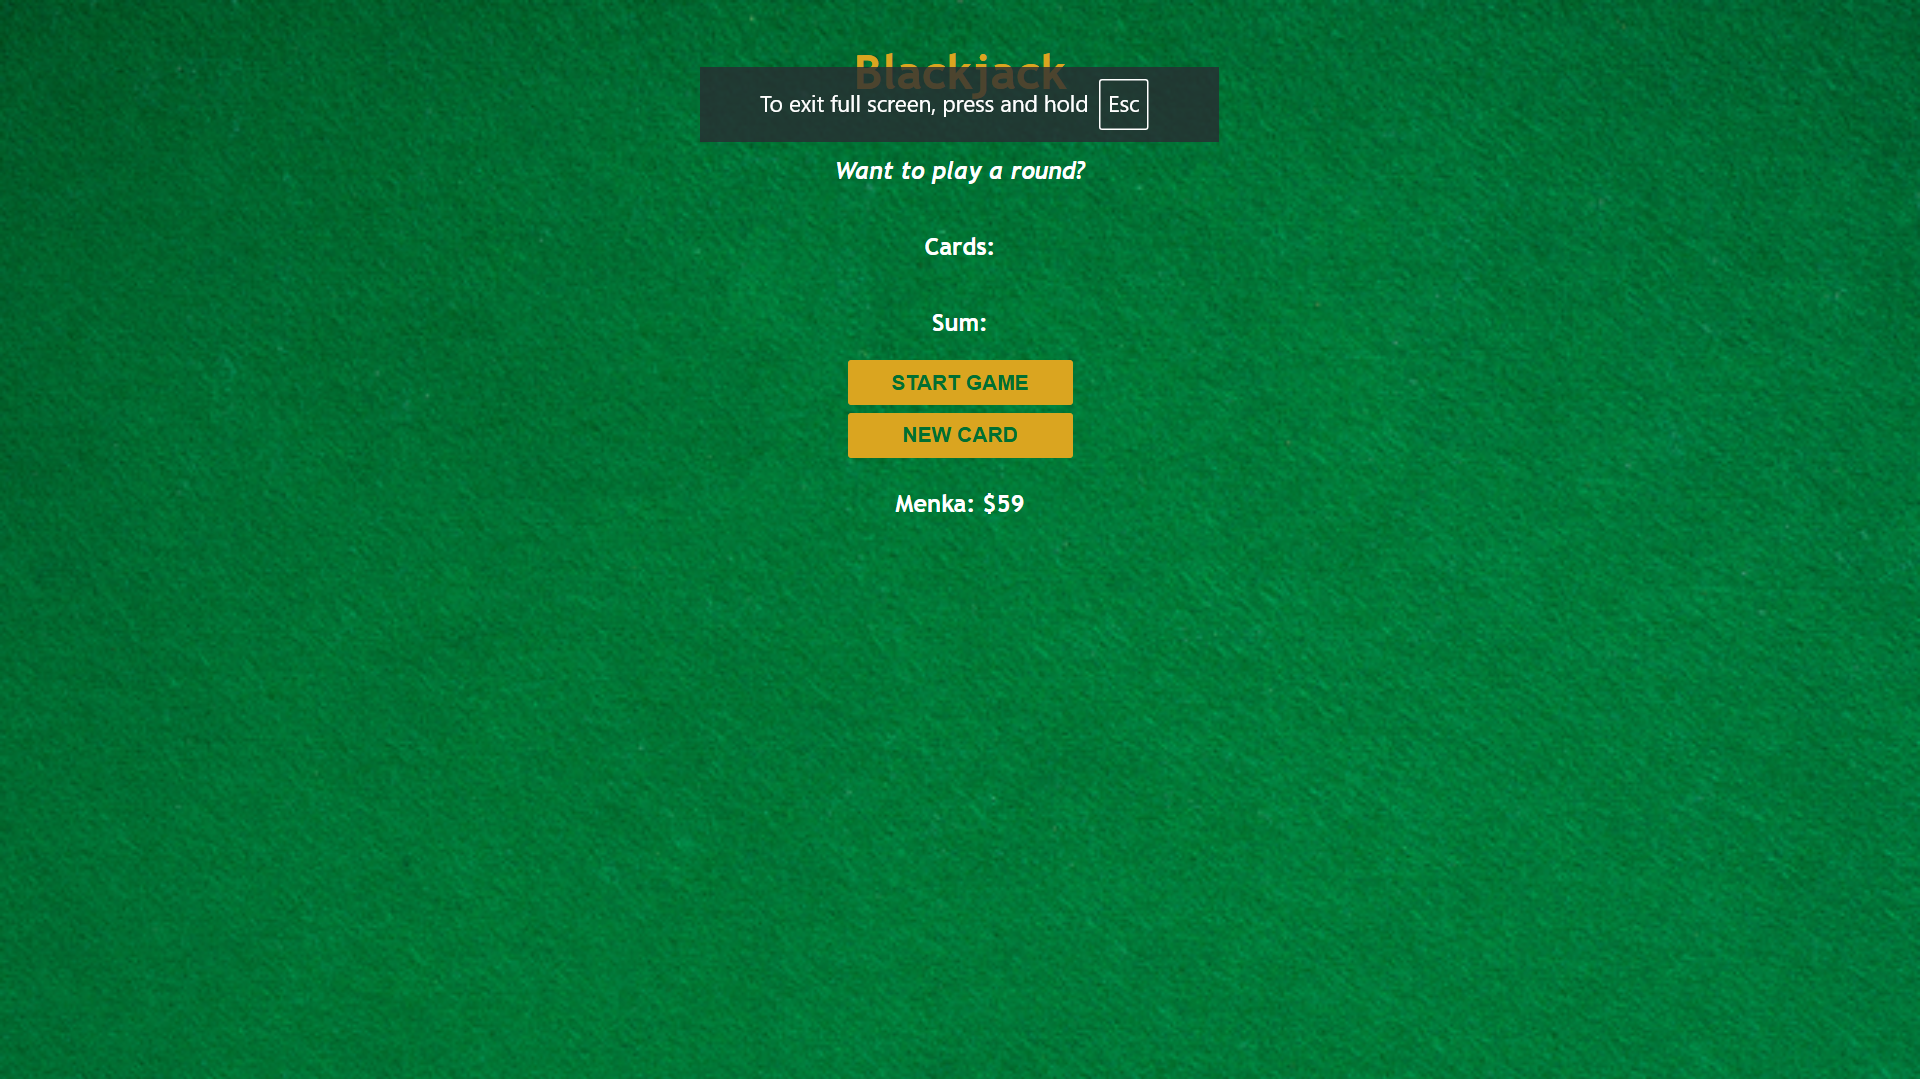 Blackjack
To exit full screen, press and hold Esc
Want to play a round?
Cards:
Sum:
START GAME
NEW CARD
Menka: $59